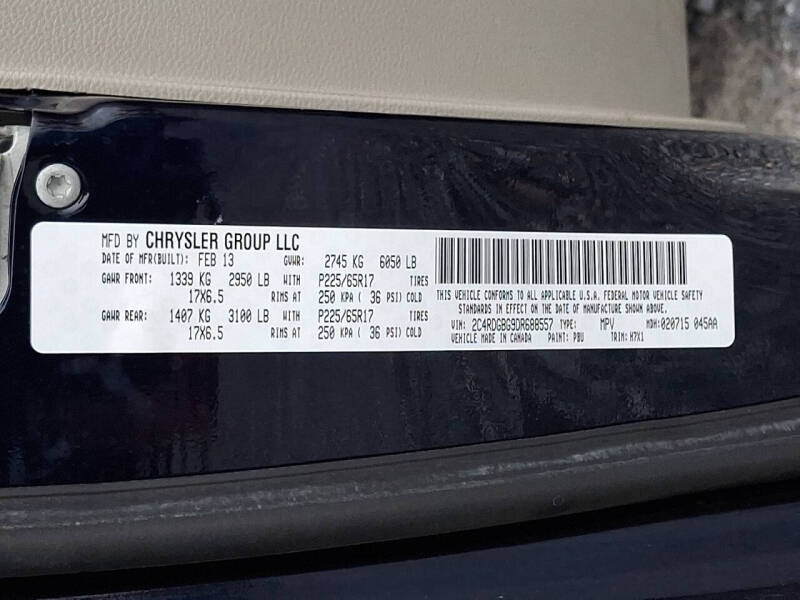 MFD BY CHRYSLER GROUP LLC
DATE OF MFR(BUILT): FEB 13 GVWR: 2745 KG 6050 LB
GAWR FRONT: 1339 KG 2950 LB WITH P225/65R17 TIRES
17X6.5 RIMS AT 250 KPA ( 36 PSI) COLD
GAWR REAR: 1407 KG 3100 LB WITH P225/65R17 TIRES
17X6.5 RIMS AT 250 KPA ( 36 PSI) COLD
THIS VEHICLE CONFORMS TO ALL APPLICABLE U.S.A. FEDERAL MOTOR VEHICLE SAFETY
STANDARDS IN EFFECT ON THE DATE OF MANUFACTURE SHOWN ABOVE.
VIN: 2C4RDGBG9DR688557 TYPE: MPV MDH:020715 045AA
VEHICLE MADE IN CANADA PAINT: PBU TRIM: H7X1